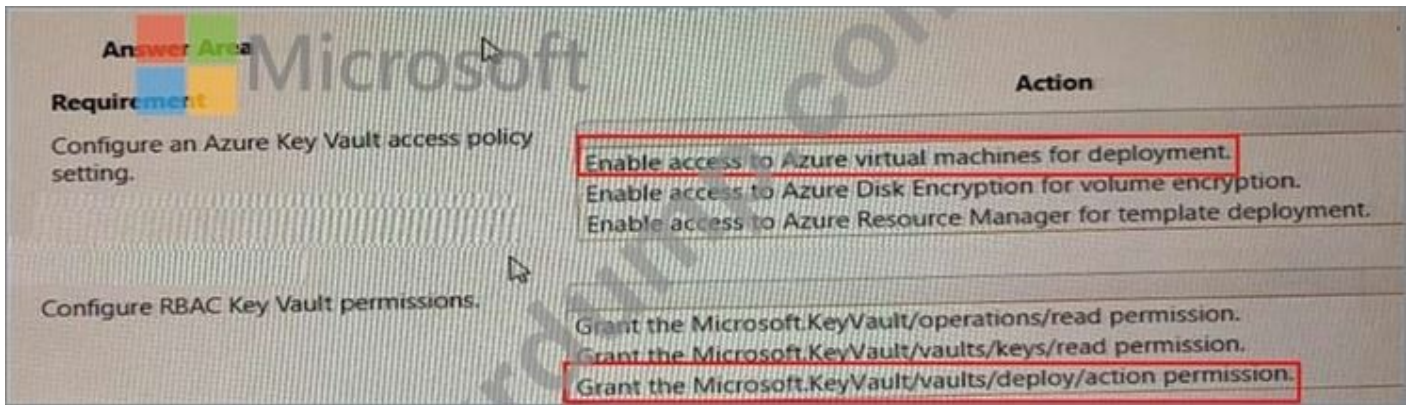 Answer Area
Microsoft
Requirement
Action
Configure an Azure Key Vault access policy
setting.
Enable access to Azure virtual machines for deployment.
Enable access to Azure Disk Encryption for volume encryption.
Enable access to Azure Resource Manager for template deployment.
Configure RBAC Key Vault permissions.
Grant the Microsoft.KeyVault/operations/read permission.
Grant the Microsoft.KeyVault/vaults/keys/read permission.
Grant the Microsoft.KeyVault/vaults/deploy/action permission.